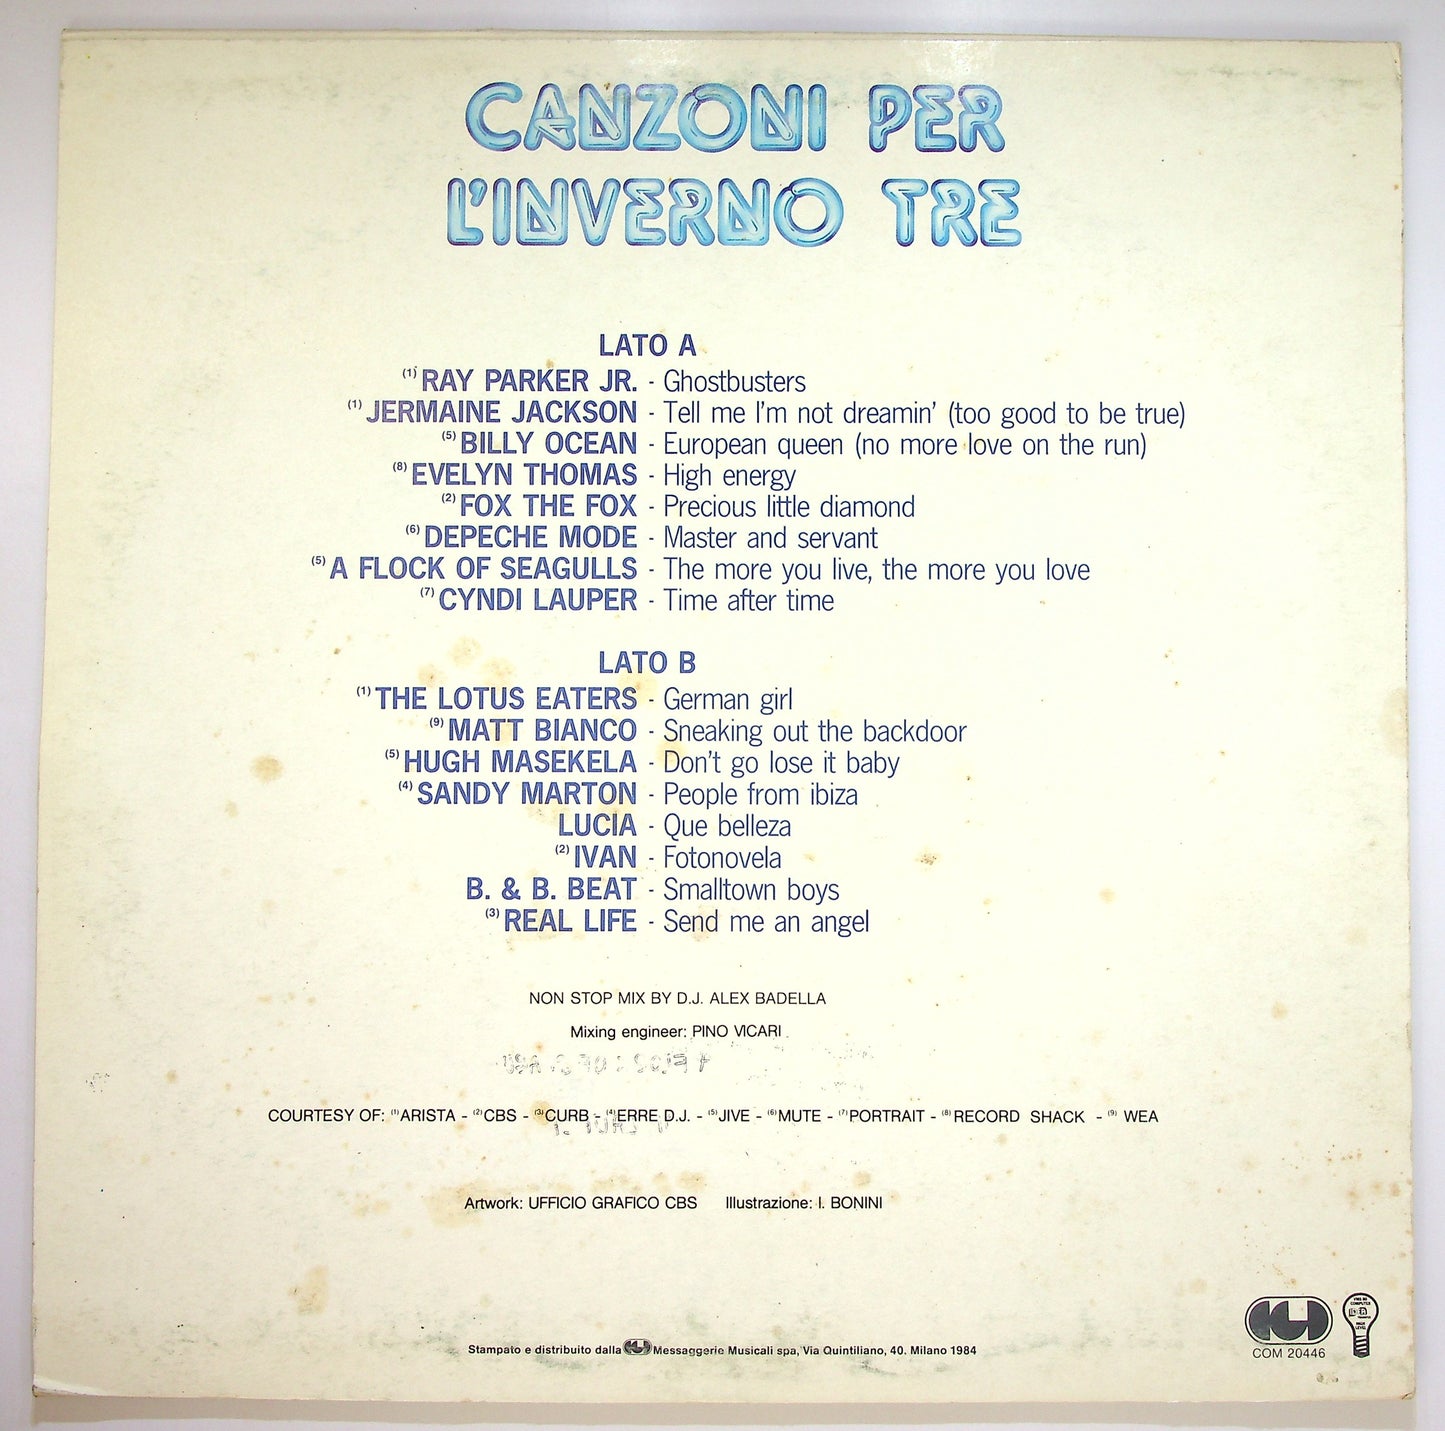 CANZONI PER
L'INVERNO TRE
LATO A
(1) RAY PARKER JR. - Ghostbusters
(1) JERMAINE JACKSON - Tell me I'm not dreamin' (too good to be true)
(5) BILLY OCEAN - European queen (no more love on the run)
(8) EVELYN THOMAS - High energy
(2) FOX THE FOX - Precious little diamond
(6) DEPECHE MODE - Master and servant
(5) A FLOCK OF SEAGULLS - The more you live, the more you love
(7) CYNDI LAUPER - Time after time
LATO B
(1) THE LOTUS EATERS - German girl
(9) MATT BIANCO - Sneaking out the backdoor
(5) HUGH MASEKELA - Don't go lose it baby
(4) SANDY MARTON - People from ibiza
LUCIA - Que belleza
(2) IVAN - Fotonovela
B. & B. BEAT - Smalltown boys
(3) REAL LIFE - Send me an angel
NON STOP MIX BY D.J. ALEX BADELLA
Mixing engineer: PINO VICARI
COURTESY OF: (1) ARISTA - (2) CBS - (3) CURB - (4) ERRE D.J. - (5) JIVE - (6) MUTE - (7) PORTRAIT - (8) RECORD SHACK - (9) WEA
Artwork: UFFICIO GRAFICO CBS Illustrazione: I. BONINI
Stampato e distribuito dalla Messaggerie Musicali spa, Via Quintiliano, 40. Milano 1984
COM 20446